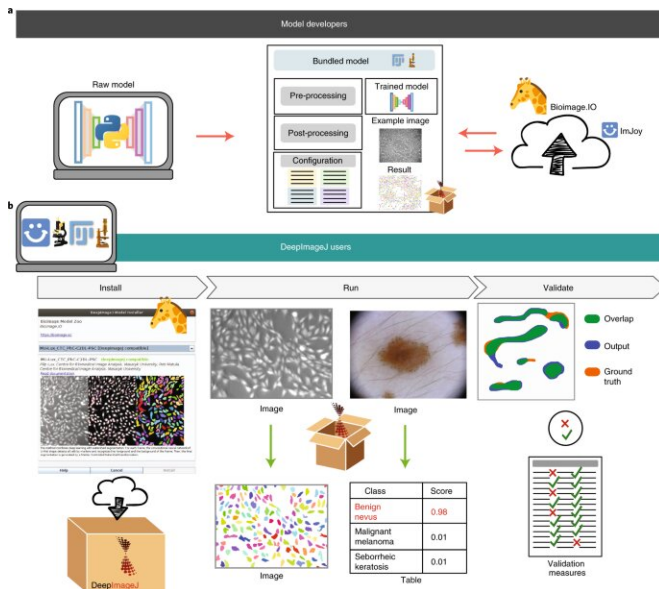 a
Model developers
Raw model
Bundled model
Pre-processing
Trained model
Post-processing
Example image
Configuration
Result
Bioimage.IO
ImJoy
b
DeepImageJ users
Install
Run
Validate
Overlap
Output
Ground
truth
Image
Image
Help
Cancel
Class
Score
Benign
nevus
0.98
Malignant
melanoma
0.01
Seborrheic
keratosis
0.01
Image
Table
DeepImageJ
Validation
measures